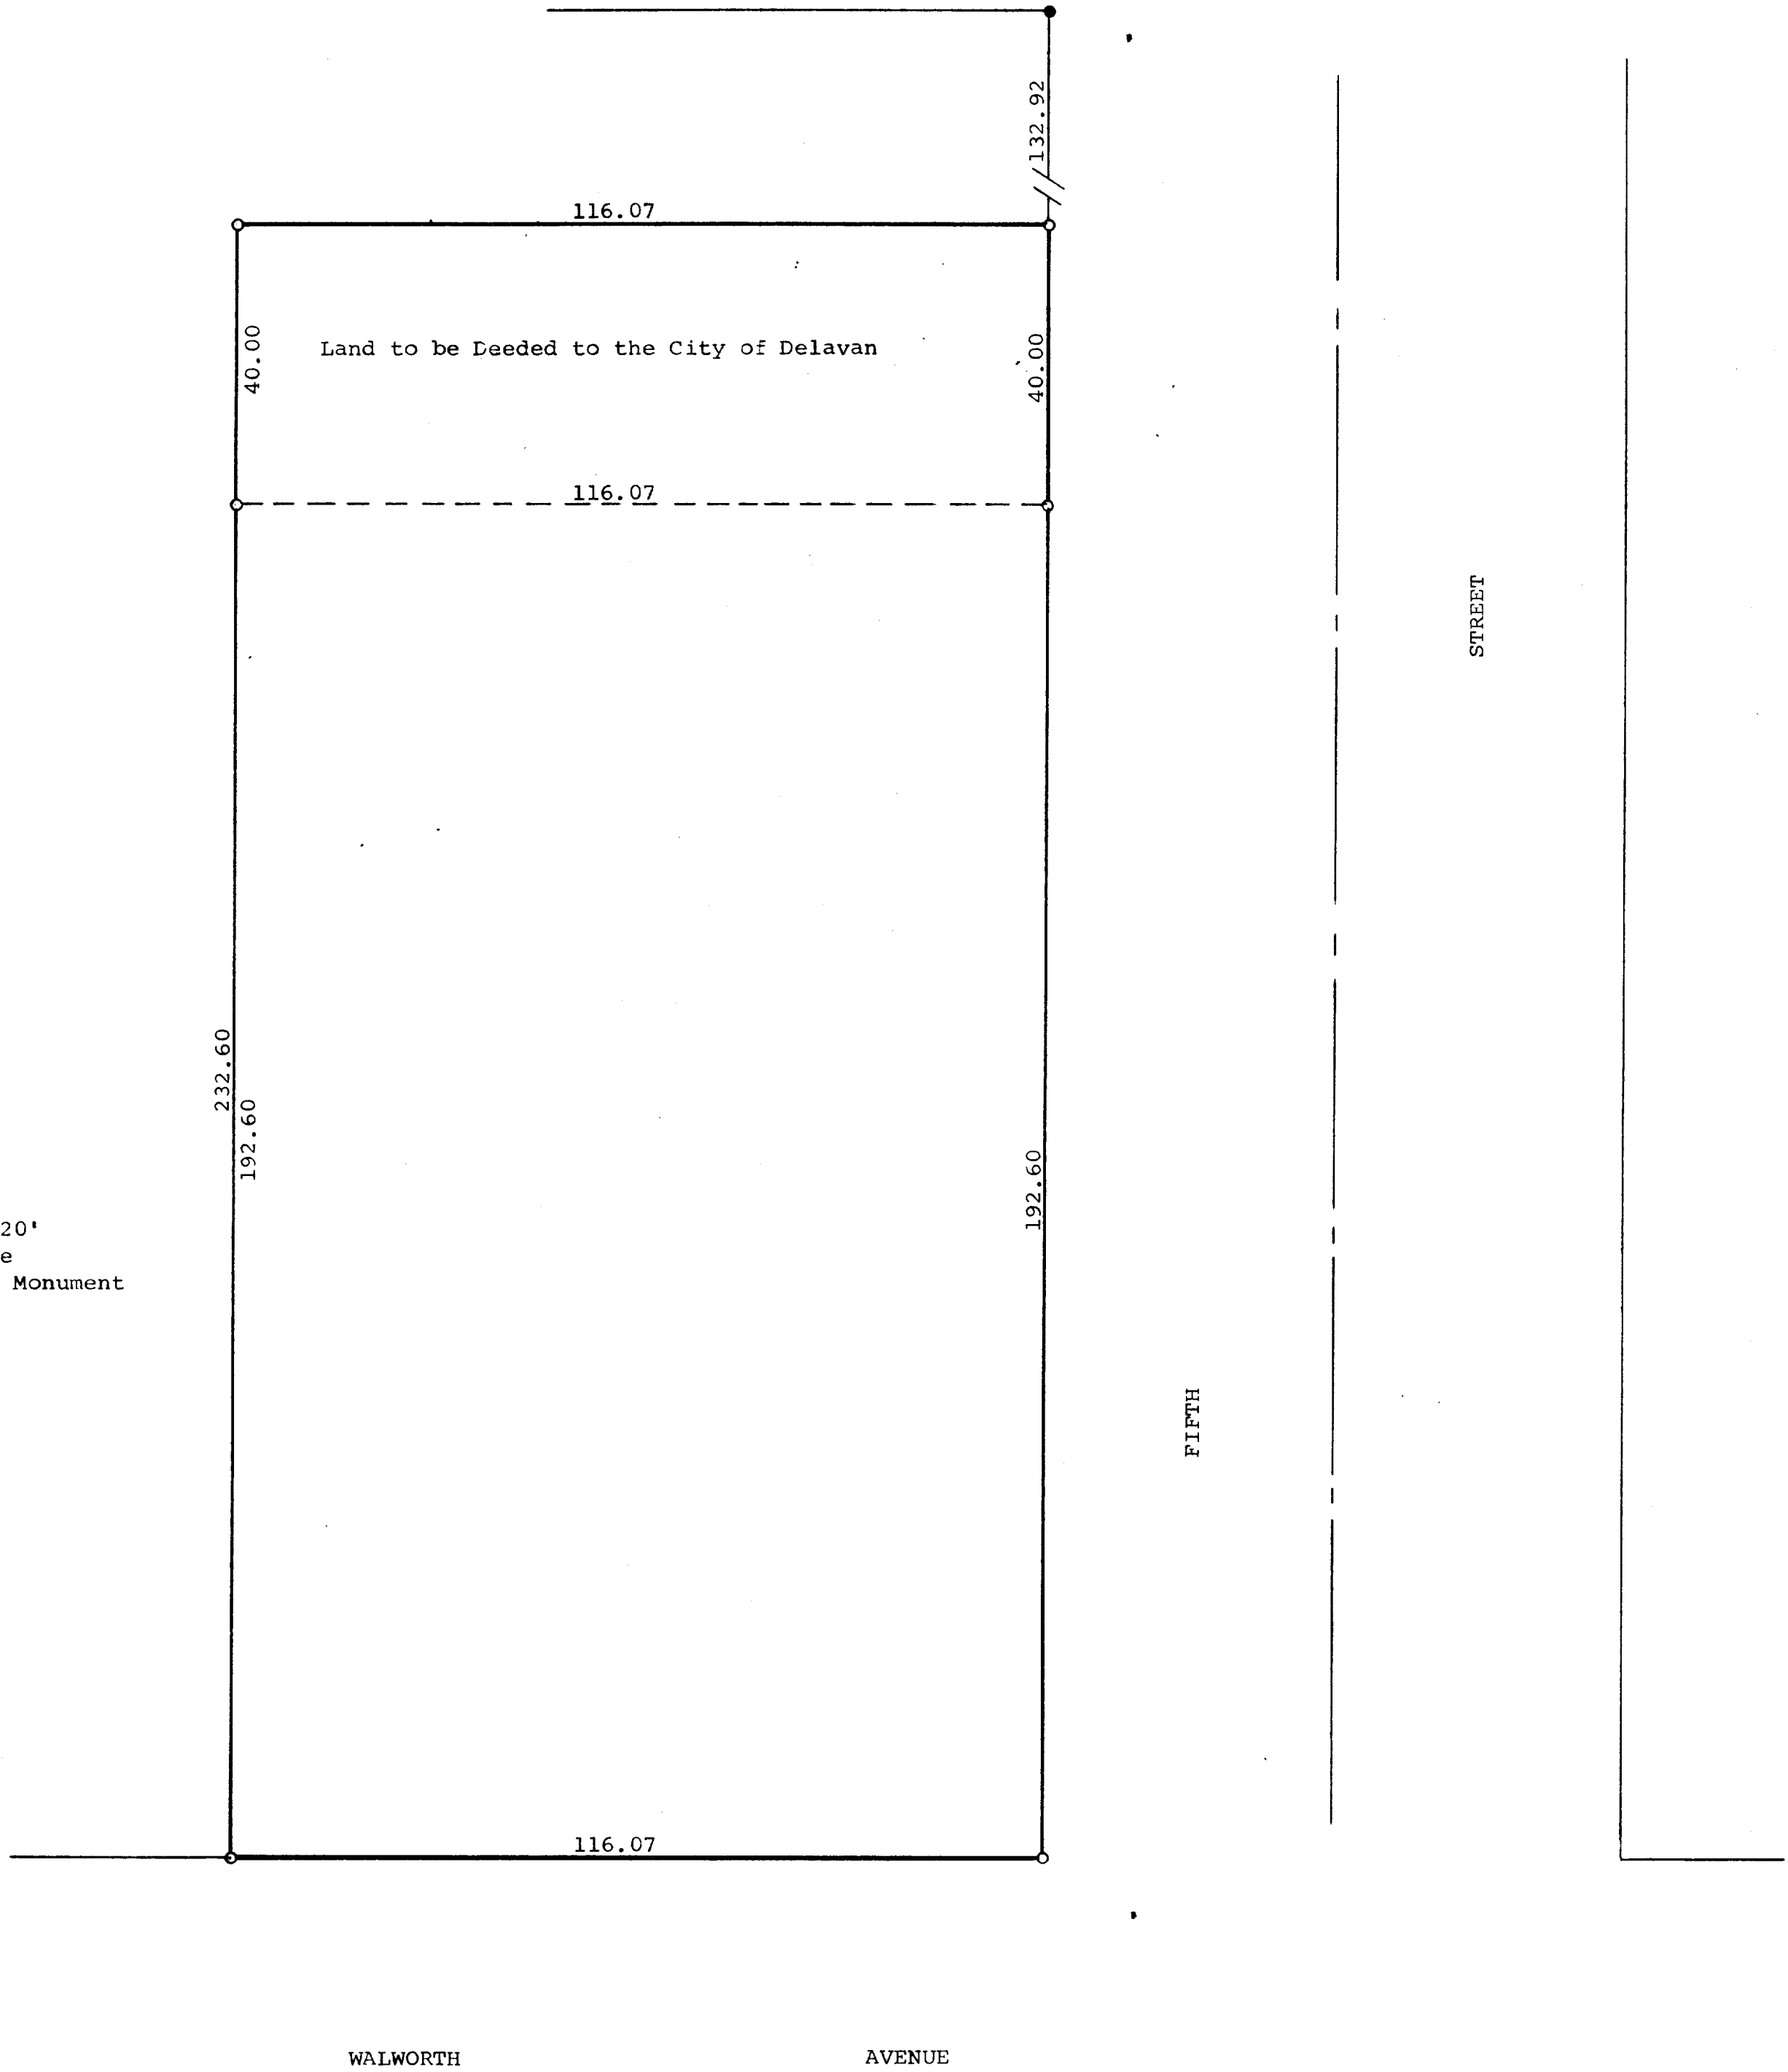 132.92
116.07
40.00
Land to be Deeded to the City of Delavan
40.00
116.07
STREET
232.60
192.60
192.60
20'
e
Monument
FIFTH
116.07
WALWORTH AVENUE